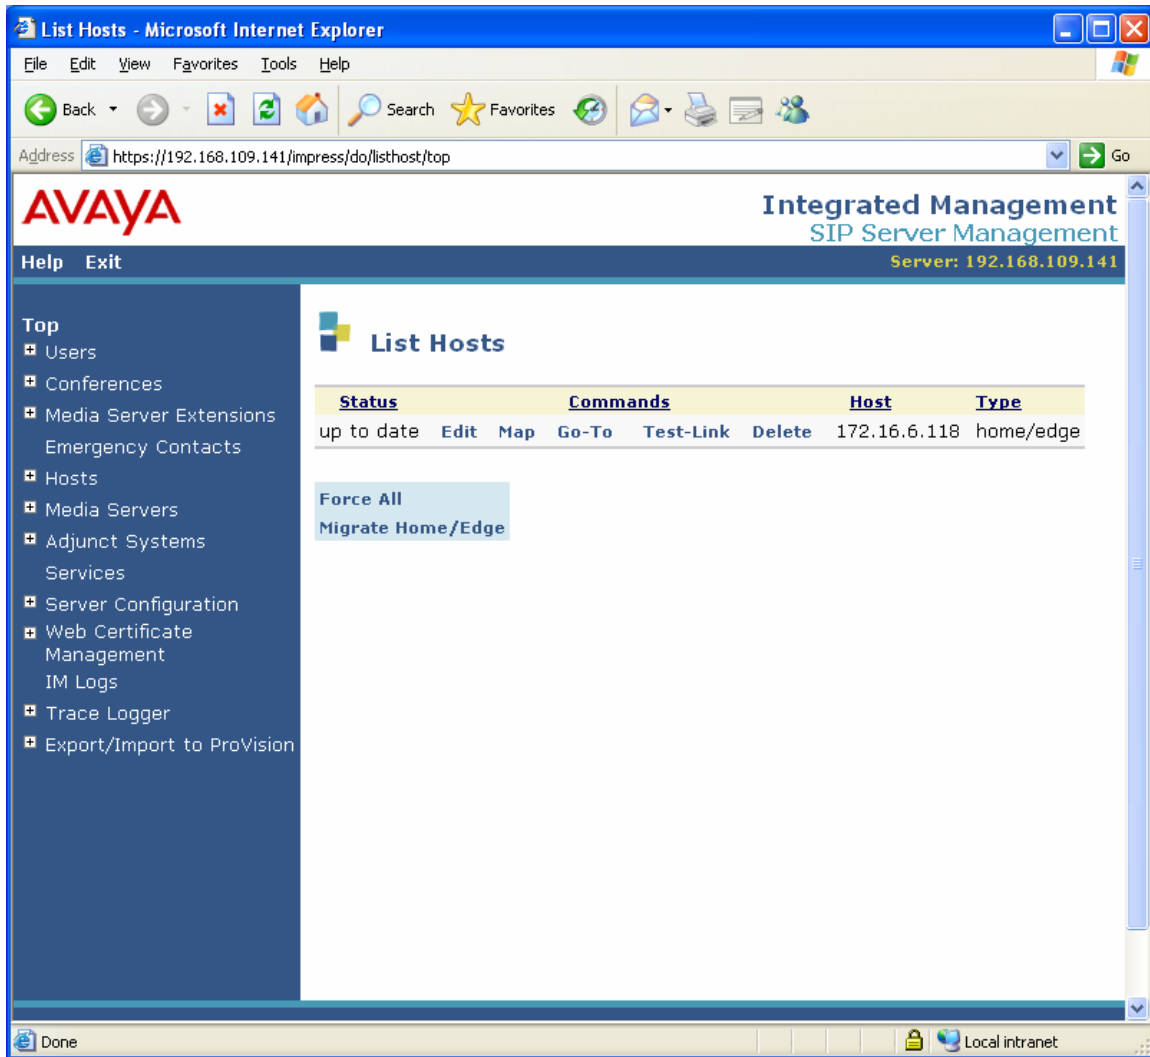 List Hosts - Microsoft Internet Explorer
File Edit View Favorites Tools Help
Back Search Favorites
Address https://192.168.109.141/impress/do/listhost/top Go
AVAYA
Integrated Management
SIP Server Management
Help Exit
Server: 192.168.109.141
Top
Users
Conferences
Media Server Extensions
Emergency Contacts
Hosts
Media Servers
Adjunct Systems
Services
Server Configuration
Web Certificate
Management
IM Logs
Trace Logger
Export/Import to ProVision
List Hosts
Status Commands Host Type
up to date Edit Map Go-To Test-Link Delete 172.16.6.118 home/edge
Force All
Migrate Home/Edge
Done
Local intranet